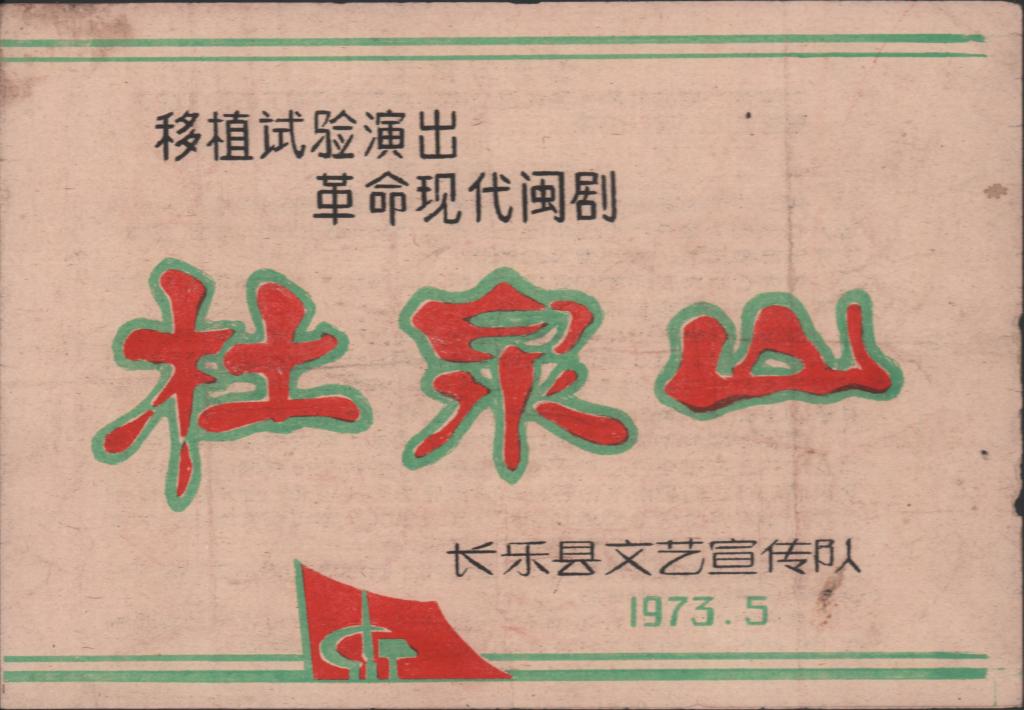 移植试验演出
革命现代闽剧
杜泉山
长乐县文艺宣传队
1973.5